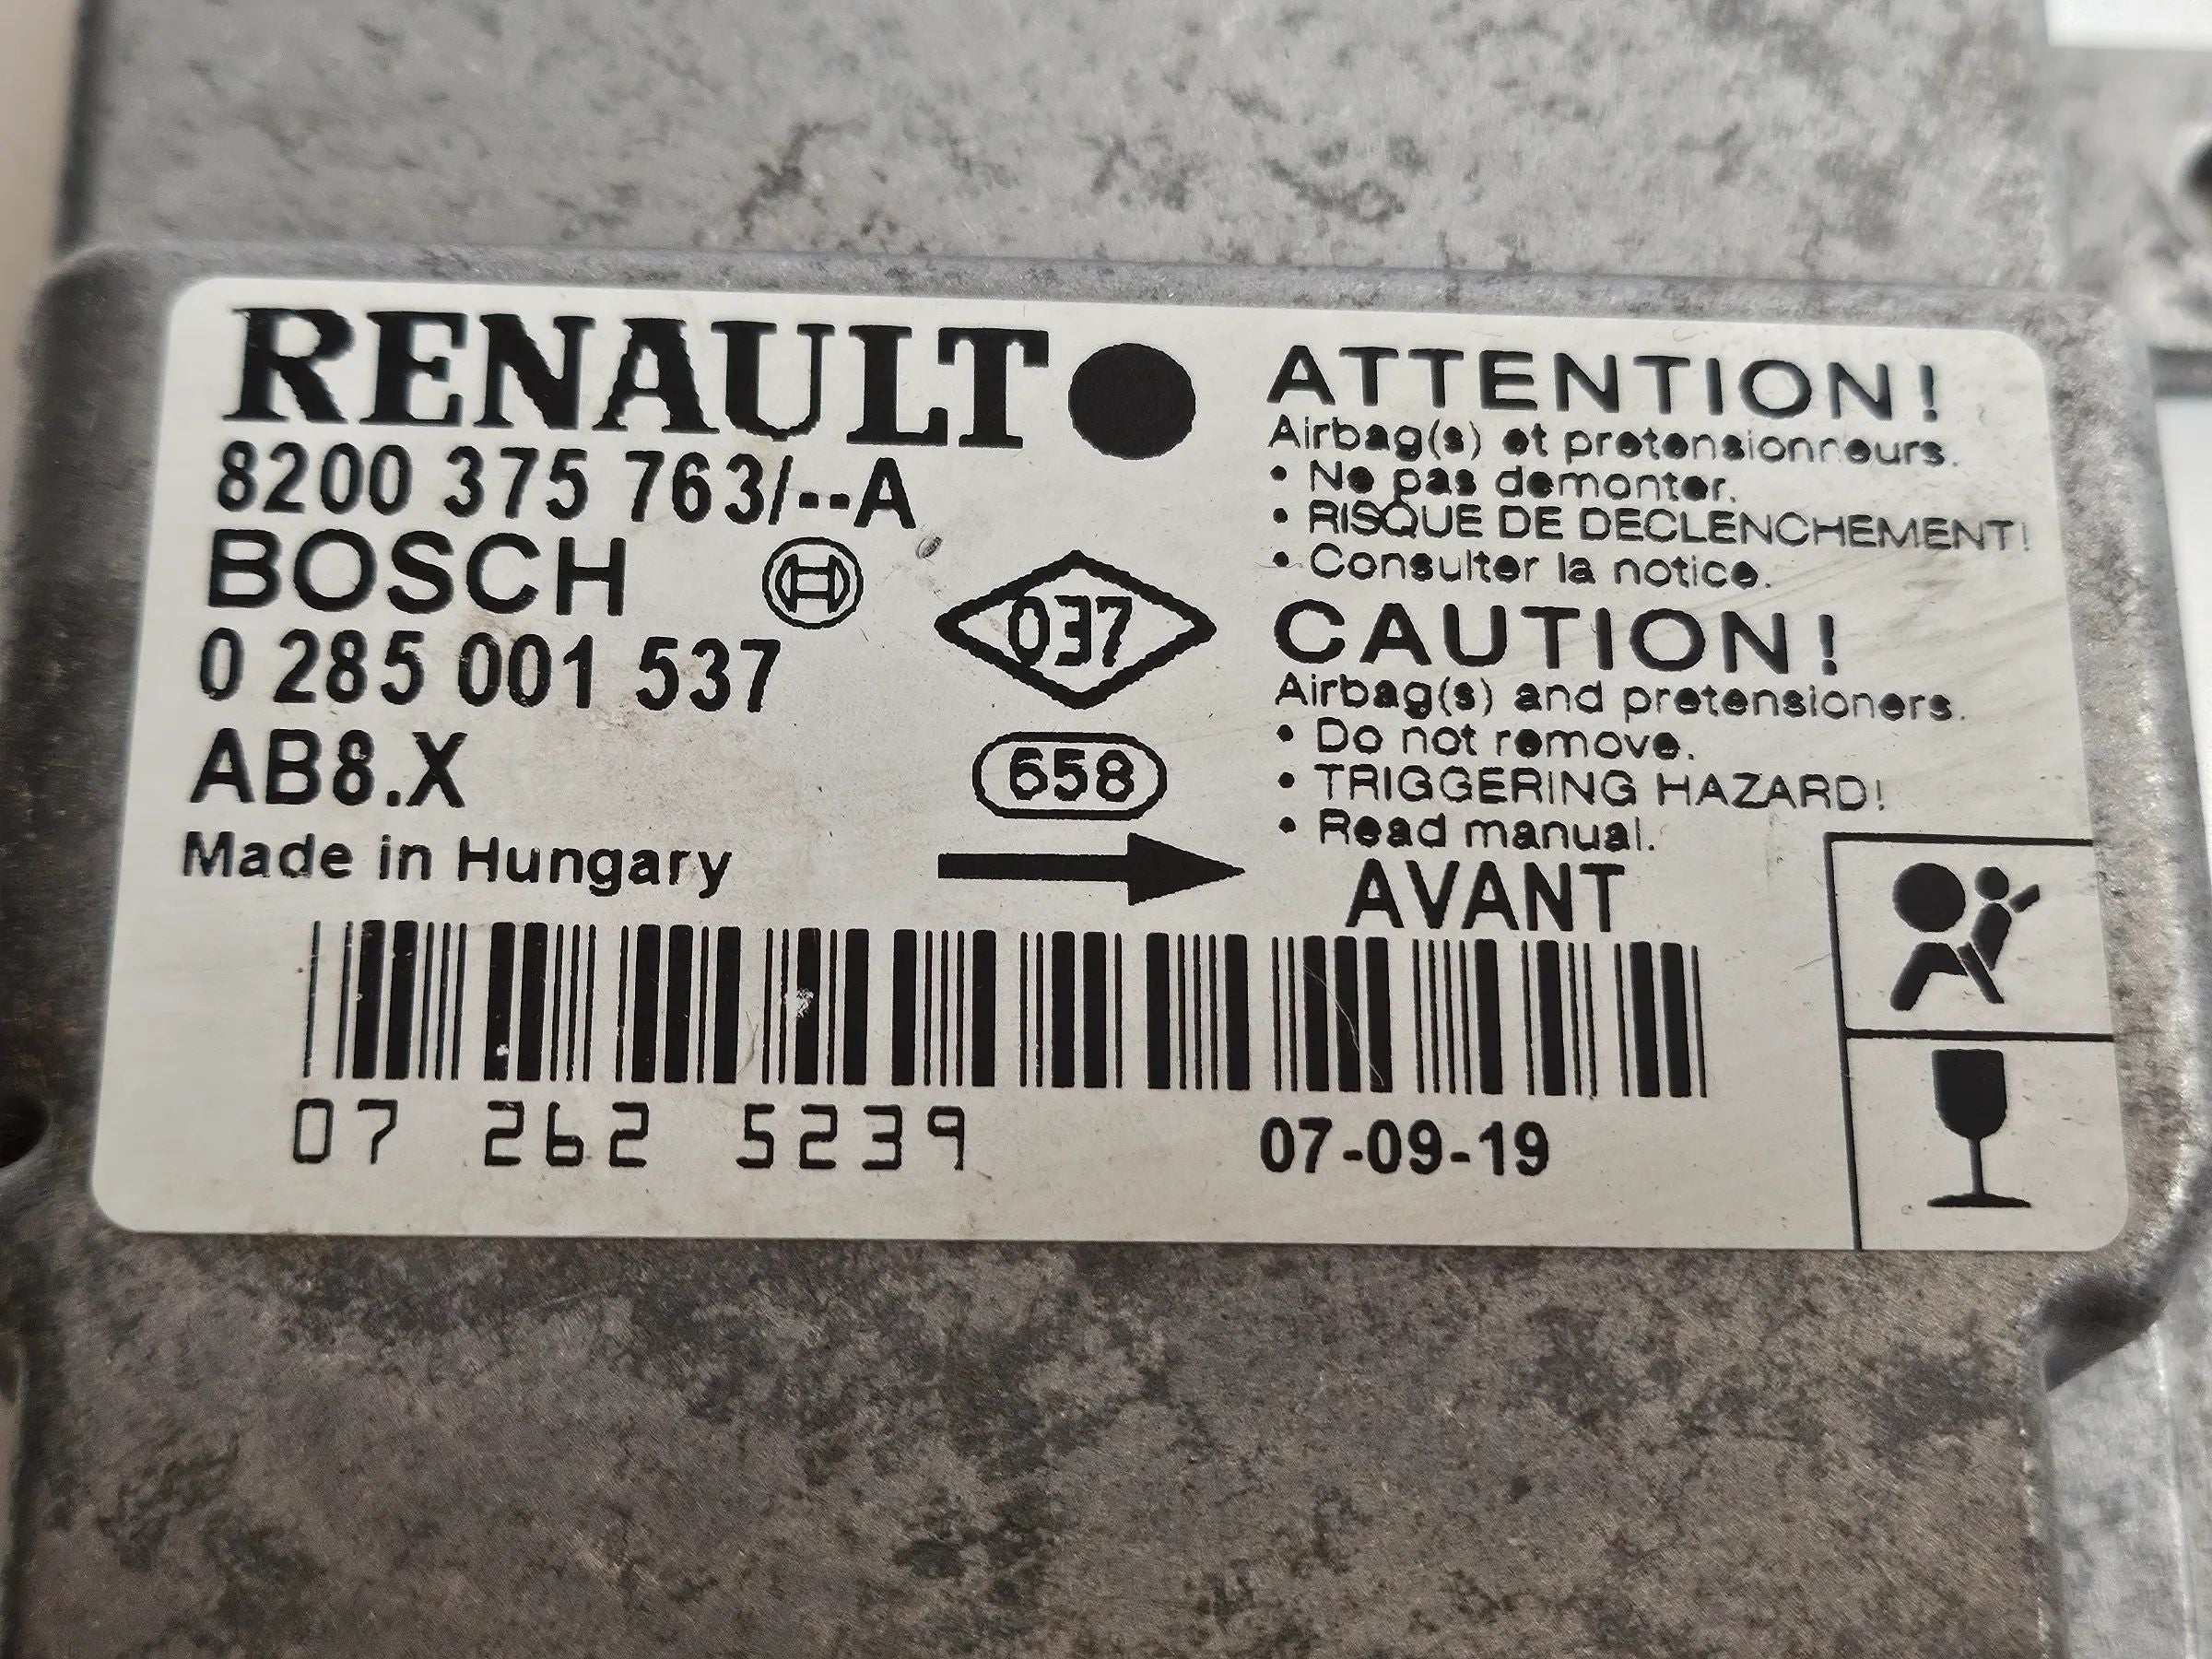 RENAULT
8200 375 763/--A
BOSCH
0 285 001 537
AB8.X
Made in Hungary
037
658
ATTENTION!
Airbag(s) et pretensionneurs.
• Ne pas demonter.
• RISQUE DE DECLENCHEMENT!
• Consulter la notice.
CAUTION!
Airbag(s) and pretensioners.
• Do not remove.
• TRIGGERING HAZARD!
• Read manual.
AVANT
07 262 5239
07-09-19